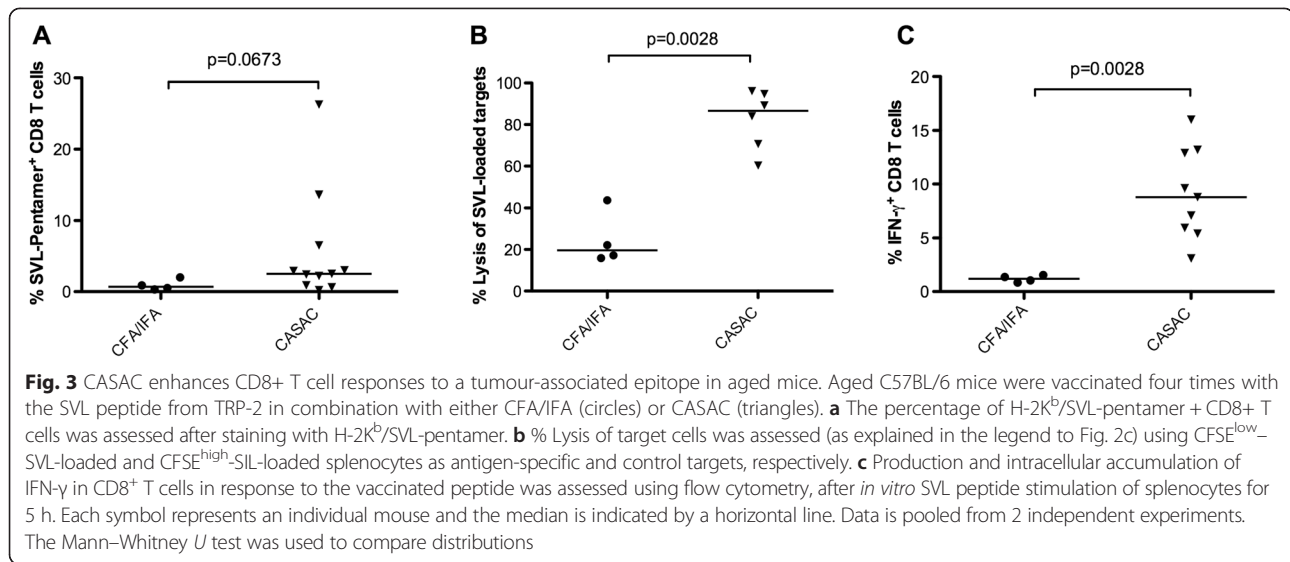 A
p=0.0673
% SVL-Pentamer⁺ CD8 T cells
30
20
10
0
CFA/IFA
CASAC
B
p=0.0028
% Lysis of SVL-loaded targets
100
80
60
40
20
0
CFA/IFA
CASAC
C
p=0.0028
% IFN-γ⁺ CD8 T cells
20
15
10
5
0
CFA/IFA
CASAC
Fig. 3 CASAC enhances CD8+ T cell responses to a tumour-associated epitope in aged mice. Aged C57BL/6 mice were vaccinated four times with
the SVL peptide from TRP-2 in combination with either CFA/IFA (circles) or CASAC (triangles). a The percentage of H-2Kᵇ/SVL-pentamer + CD8+ T
cells was assessed after staining with H-2Kᵇ/SVL-pentamer. b % Lysis of target cells was assessed (as explained in the legend to Fig. 2c) using CFSEˡᵒʷ–
SVL-loaded and CFSEʰⁱᵍʰ-SIL-loaded splenocytes as antigen-specific and control targets, respectively. c Production and intracellular accumulation of
IFN-γ in CD8⁺ T cells in response to the vaccinated peptide was assessed using flow cytometry, after in vitro SVL peptide stimulation of splenocytes for
5 h. Each symbol represents an individual mouse and the median is indicated by a horizontal line. Data is pooled from 2 independent experiments.
The Mann–Whitney U test was used to compare distributions